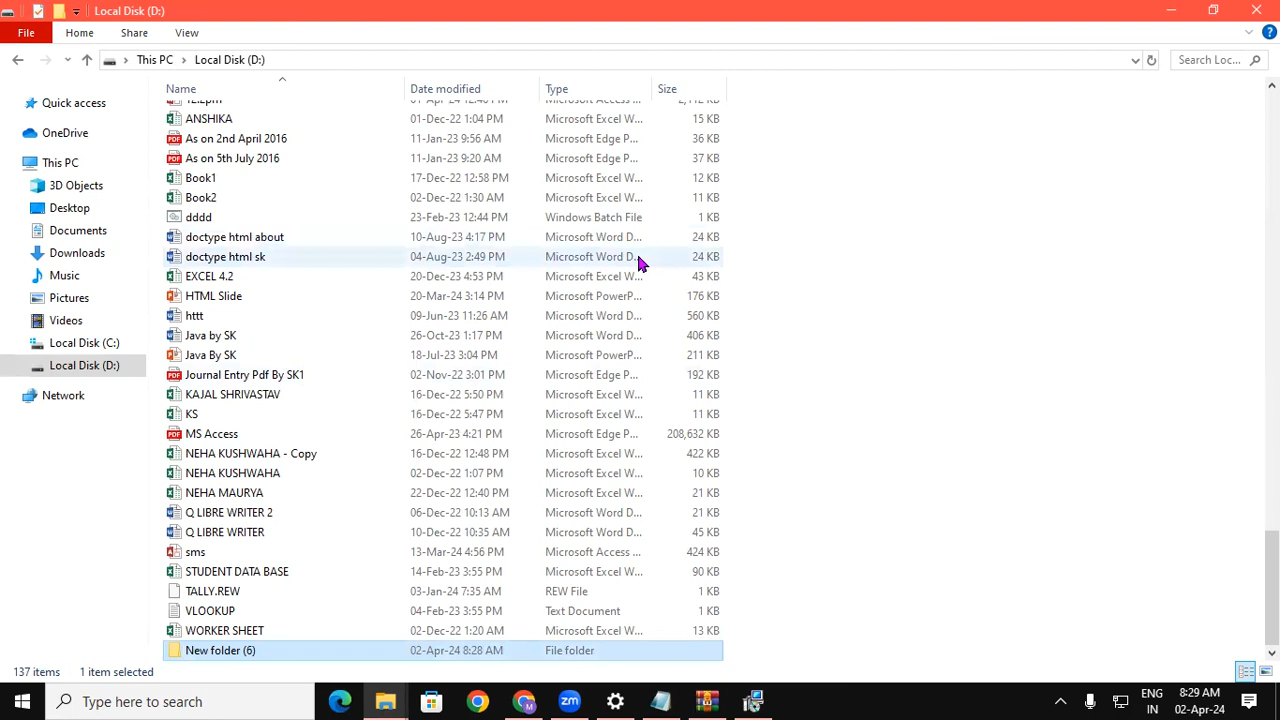 Local Disk (D:)
File Home Share View
This PC Local Disk (D:) Search Loc...
Name Date modified Type Size
Quick access
OneDrive
This PC
3D Objects
Desktop
Documents
Downloads
Music
Pictures
Videos
Local Disk (C:)
Local Disk (D:)
Network
ANSHIKA 01-Dec-22 1:04 PM Microsoft Excel W... 15 KB
As on 2nd April 2016 11-Jan-23 9:56 AM Microsoft Edge P... 36 KB
As on 5th July 2016 11-Jan-23 9:20 AM Microsoft Edge P... 37 KB
Book1 17-Dec-22 12:58 PM Microsoft Excel W... 12 KB
Book2 02-Dec-22 1:30 AM Microsoft Excel W... 11 KB
dddd 23-Feb-23 12:44 PM Windows Batch File 1 KB
doctype html about 10-Aug-23 4:17 PM Microsoft Word D... 24 KB
doctype html sk 04-Aug-23 2:49 PM Microsoft Word D... 24 KB
EXCEL 4.2 20-Dec-22 4:53 PM Microsoft Excel W... 43 KB
HTML Slide 20-Mar-24 3:14 PM Microsoft PowerP... 176 KB
httt 09-Jun-23 11:26 AM Microsoft Word D... 560 KB
Java by SK 26-Oct-23 1:17 PM Microsoft Word D... 406 KB
Java By SK 18-Jul-23 3:04 PM Microsoft PowerP... 211 KB
Journal Entry Pdf By SK1 02-Nov-22 3:01 PM Microsoft Edge P... 192 KB
KAJAL SHRIVASTAV 16-Dec-22 5:50 PM Microsoft Excel W... 11 KB
KS 16-Dec-22 5:47 PM Microsoft Excel W... 11 KB
MS Access 26-Apr-23 4:21 PM Microsoft Edge P... 208,632 KB
NEHA KUSHWAHA - Copy 16-Dec-22 12:48 PM Microsoft Excel W... 422 KB
NEHA KUSHWAHA 02-Dec-22 1:07 PM Microsoft Excel W... 10 KB
NEHA MAURYA 22-Dec-22 12:40 PM Microsoft Excel W... 21 KB
Q LIBRE WRITER 2 06-Dec-22 10:13 AM Microsoft Word D... 21 KB
Q LIBRE WRITER 10-Dec-22 10:35 AM Microsoft Word D... 45 KB
sms 13-Mar-24 4:56 PM Microsoft Access ... 424 KB
STUDENT DATA BASE 14-Feb-23 3:55 PM Microsoft Excel W... 90 KB
TALLY.REW 03-Jan-24 7:35 AM REW File 1 KB
VLOOKUP 04-Feb-23 3:55 PM Text Document 1 KB
WORKER SHEET 02-Dec-22 1:20 AM Microsoft Excel W... 13 KB
New folder (6) 02-Apr-24 8:28 AM File folder
137 items 1 item selected
Type here to search
ENG 8:29 AM
IN 02-Apr-24